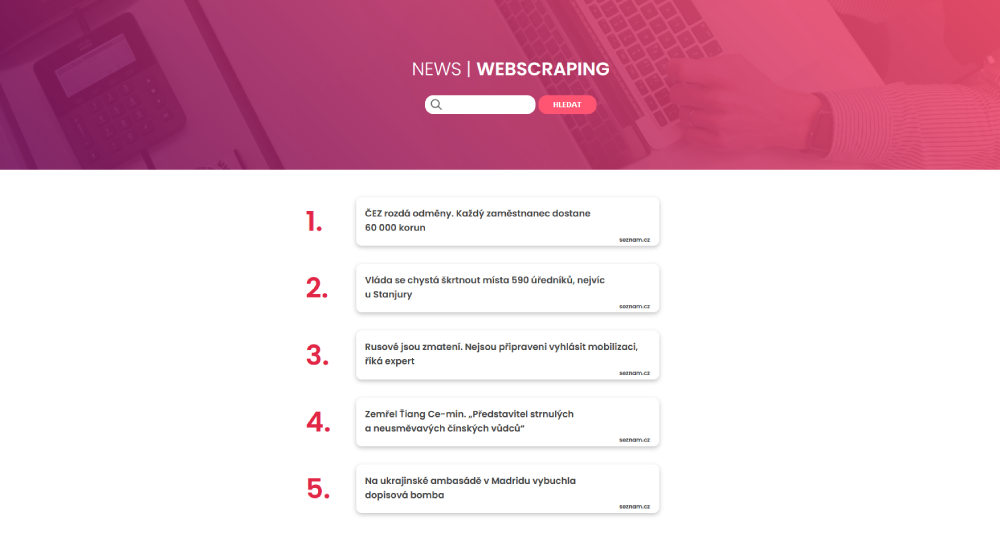 NEWS | WEBSCRAPING
HLEDAT
1.
ČEZ rozdá odměny. Každý zaměstnanec dostane
60 000 korun
seznam.cz
2.
Vláda se chystá škrtnout místa 590 úředníků, nejvíc
u Stanjury
seznam.cz
3.
Rusové jsou zmatení. Nejsou připraveni vyhlásit mobilizaci,
říká expert
seznam.cz
4.
Zemřel Ťiang Ce-min. „Představitel strnulých
a neusměvavých čínských vůdců“
seznam.cz
5.
Na ukrajinské ambasádě v Madridu vybuchla
dopisová bomba
seznam.cz